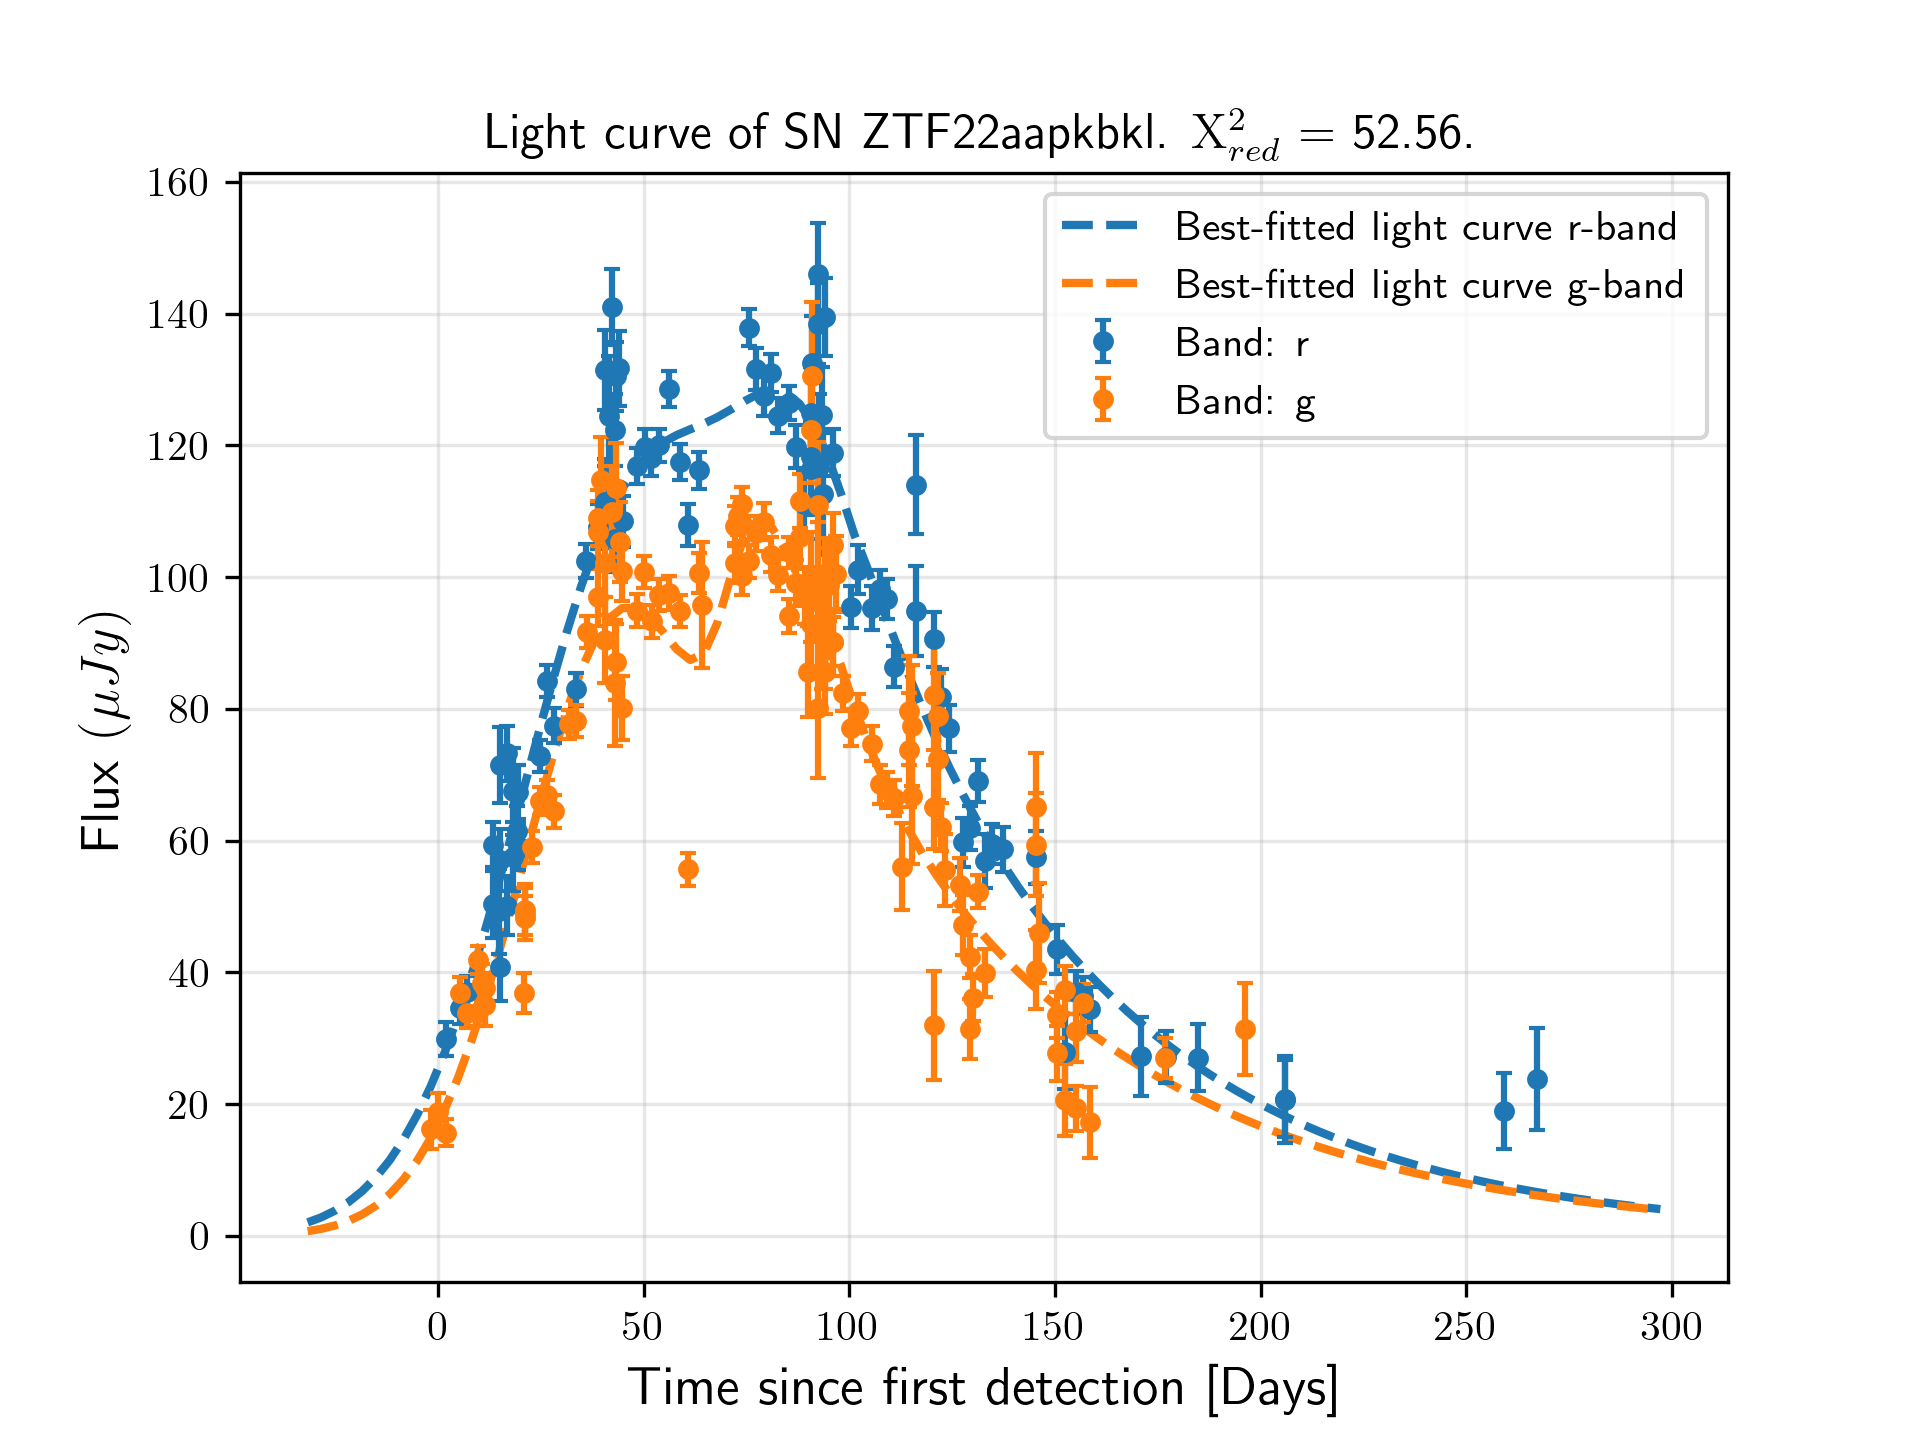 Light curve of SN ZTF22aapkbkl. X²_red = 52.56.
Best-fitted light curve r-band
Best-fitted light curve g-band
Band: r
Band: g
Flux (μJy)
160
140
120
100
80
60
40
20
0
0 50 100 150 200 250 300
Time since first detection [Days]